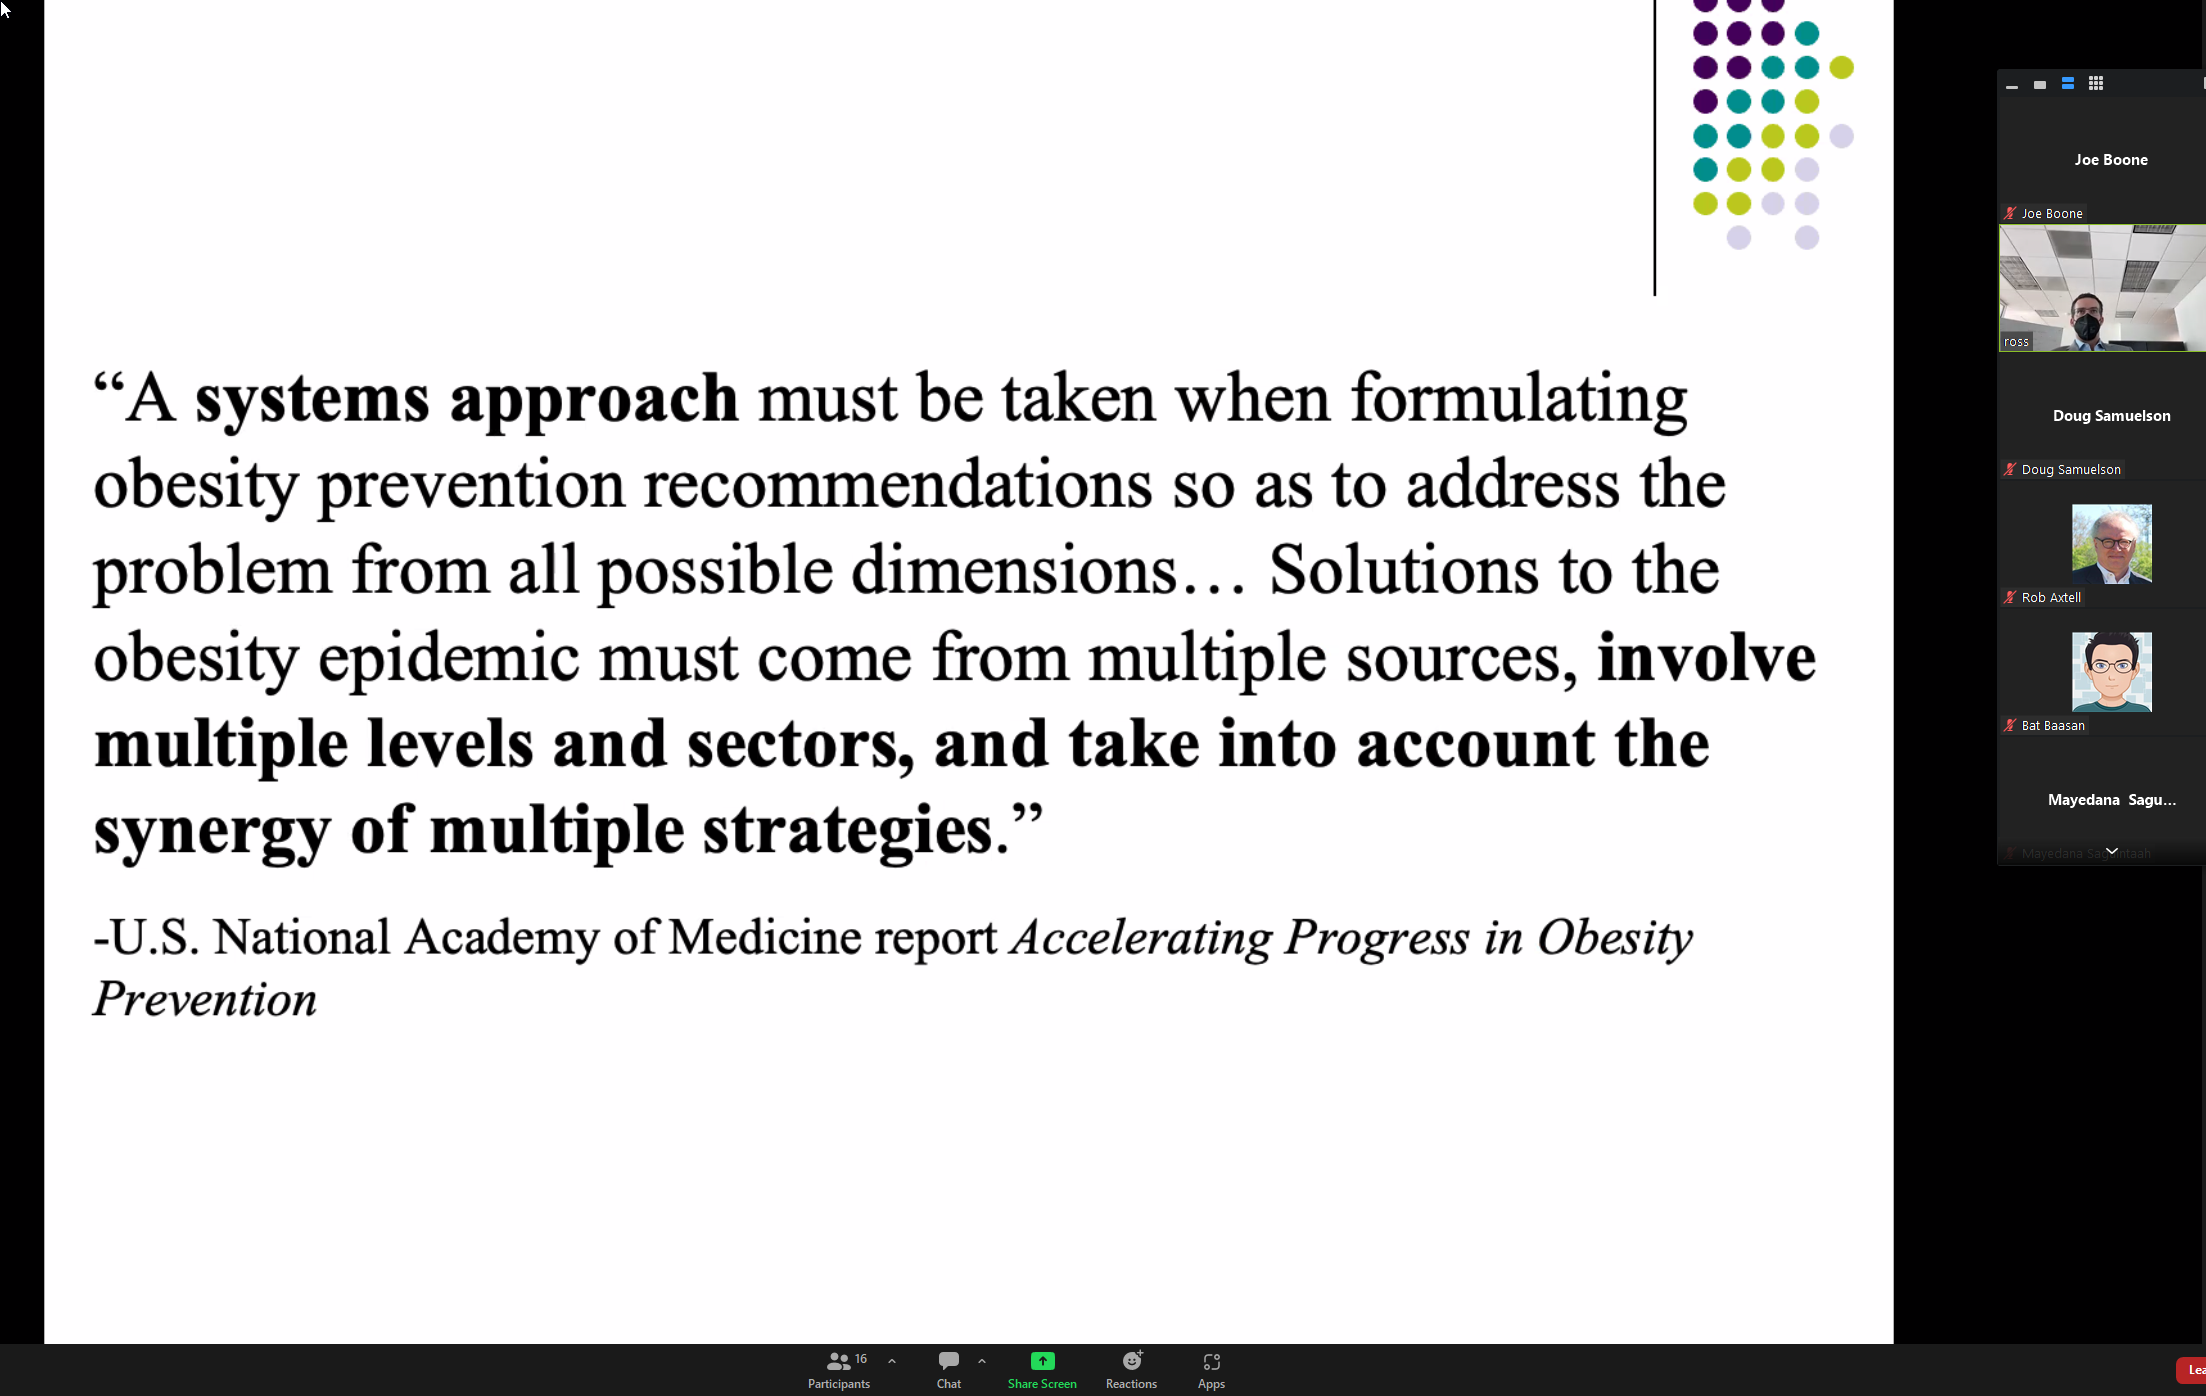 “A systems approach must be taken when formulating
obesity prevention recommendations so as to address the
problem from all possible dimensions… Solutions to the
obesity epidemic must come from multiple sources, involve
multiple levels and sectors, and take into account the
synergy of multiple strategies.”
-U.S. National Academy of Medicine report Accelerating Progress in Obesity
Prevention
Joe Boone
Joe Boone
ross
Doug Samuelson
Doug Samuelson
Rob Axtell
Bat Baasan
Mayedana Sagu...
Mayedana
16
Participants
Chat
Share Screen
Reactions
Apps
Lea